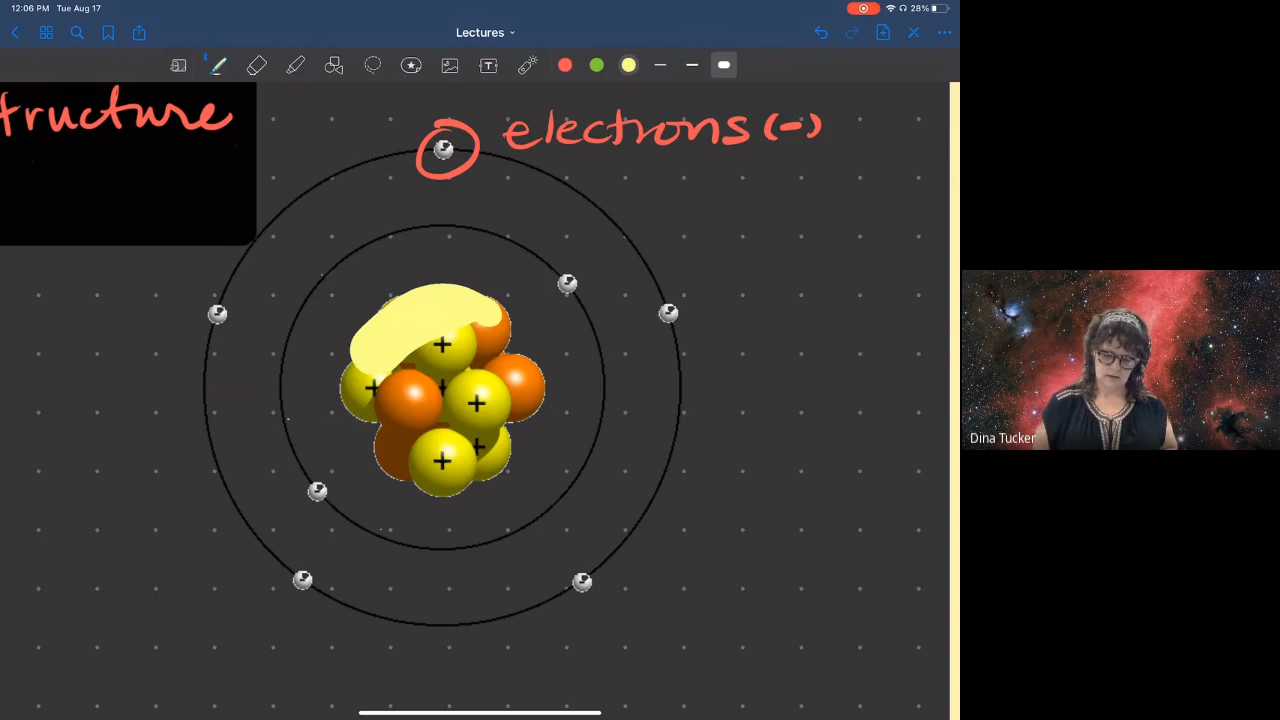 12:06 PM Tue Aug 17
28%
Lectures
tructure
electrons (-)
+
+
+
+
+
Dina Tucker